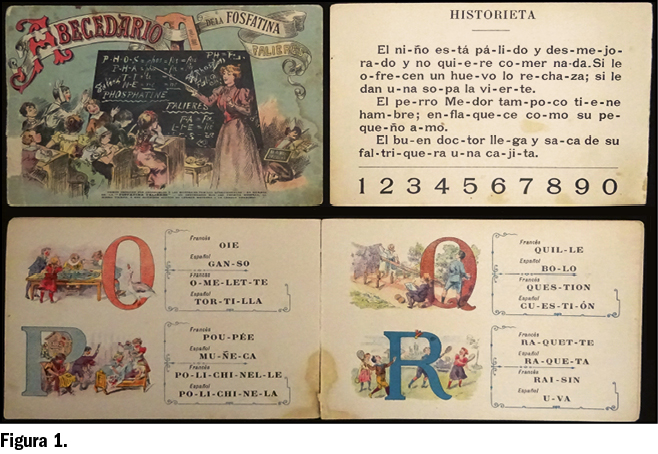 ABECEDARIO
DE LA FOSFATINA
FALIERES
PHOSPHATINE
FALIERES
HISTORIETA
El ni-ño es-tá pá-li-do y des-me-jo-
ra-do y no qui-e-re co-mer na-da. Si le
o-fre-cen un hue-vo lo re-cha-za; si le
dan u-na so-pa la vi-er-te.
El pe-rro Me-dor tam-po-co ti-e-ne
ham-bre; en-fla-que-ce co-mo su pe-
que-ño a-mo.
El bu-en doc-tor lle-ga y sa-ca de su
fal-tri-que-ra u-na ca-ji-ta.
1 2 3 4 5 6 7 8 9 0
O
Francés
OIE
Español
GAN-SO
Francés
O-ME-LET-TE
Español
TOR-TI-LLA
P
Francés
POU-PÉE
Español
MU-ÑE-CA
Francés
PO-LI-CHI-NEL-LE
Español
PO-LI-CHI-NE-LA
Q
Francés
QUIL-LE
Español
BO-LO
Francés
QUES-TION
Español
CU-ES-TI-ÓN
R
Francés
RA-QUET-TE
Español
RA-QUE-TA
Francés
RAI-SIN
Español
U-VA
Figura 1.